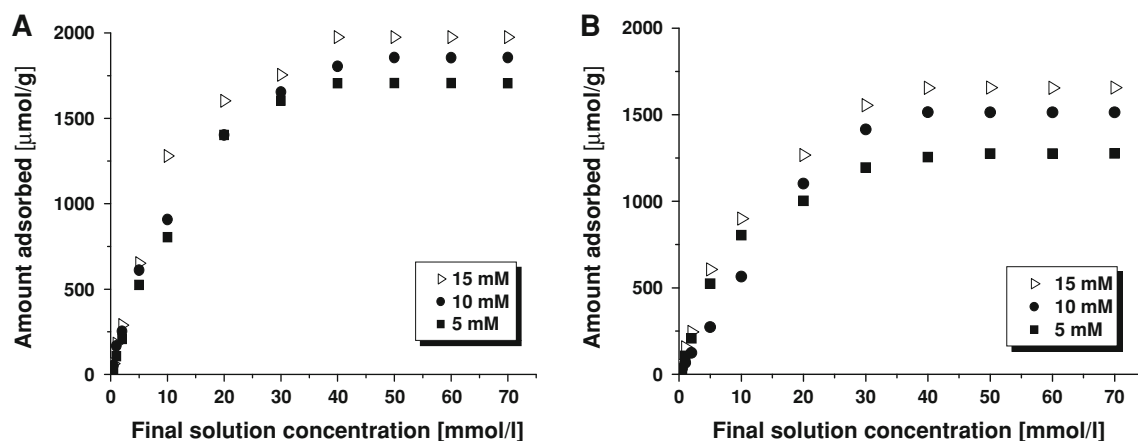 A
2000
1500
1000
500
0
Amount adsorbed [μmol/g]
▷ 15 mM
● 10 mM
■ 5 mM
0 10 20 30 40 50 60 70
Final solution concentration [mmol/l]
B
2000
1500
1000
500
0
Amount adsorbed [μmol/g]
▷ 15 mM
● 10 mM
■ 5 mM
0 10 20 30 40 50 60 70
Final solution concentration [mmol/l]